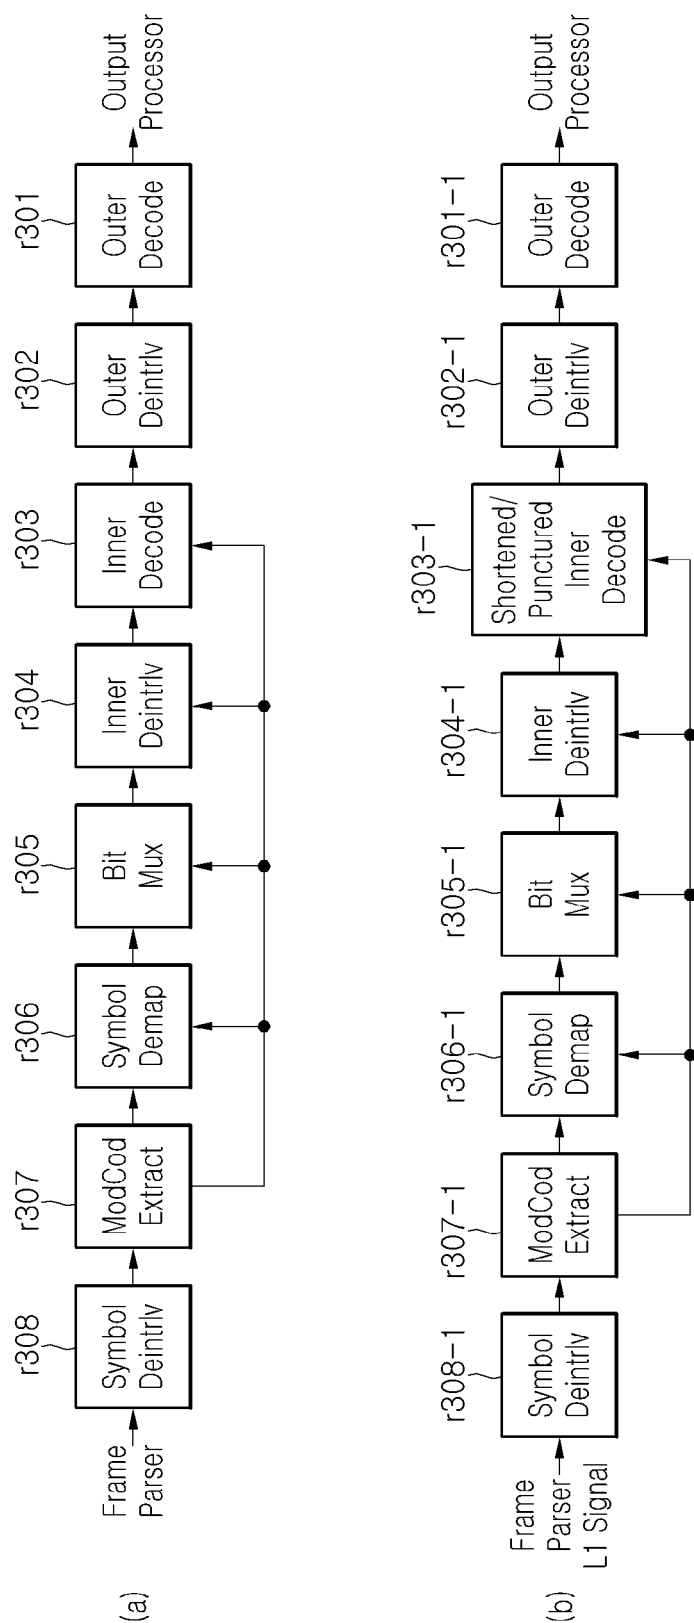 (a)
Frame
Parser
r308
Symbol
Deintrlv
r307
ModCod
Extract
r306
Symbol
Demap
r305
Bit
Mux
r304
Inner
Deintrlv
r303
Inner
Decode
r302
Outer
Deintrlv
r301
Outer
Decode
Output
Processor
(b)
Frame
Parser
L1 Signal
r308-1
Symbol
Deintrlv
r307-1
ModCod
Extract
r306-1
Symbol
Demap
r305-1
Bit
Mux
r304-1
Inner
Deintrlv
r303-1
Shortened/
Punctured
Inner
Decode
r302-1
Outer
Deintrlv
r301-1
Outer
Decode
Output
Processor